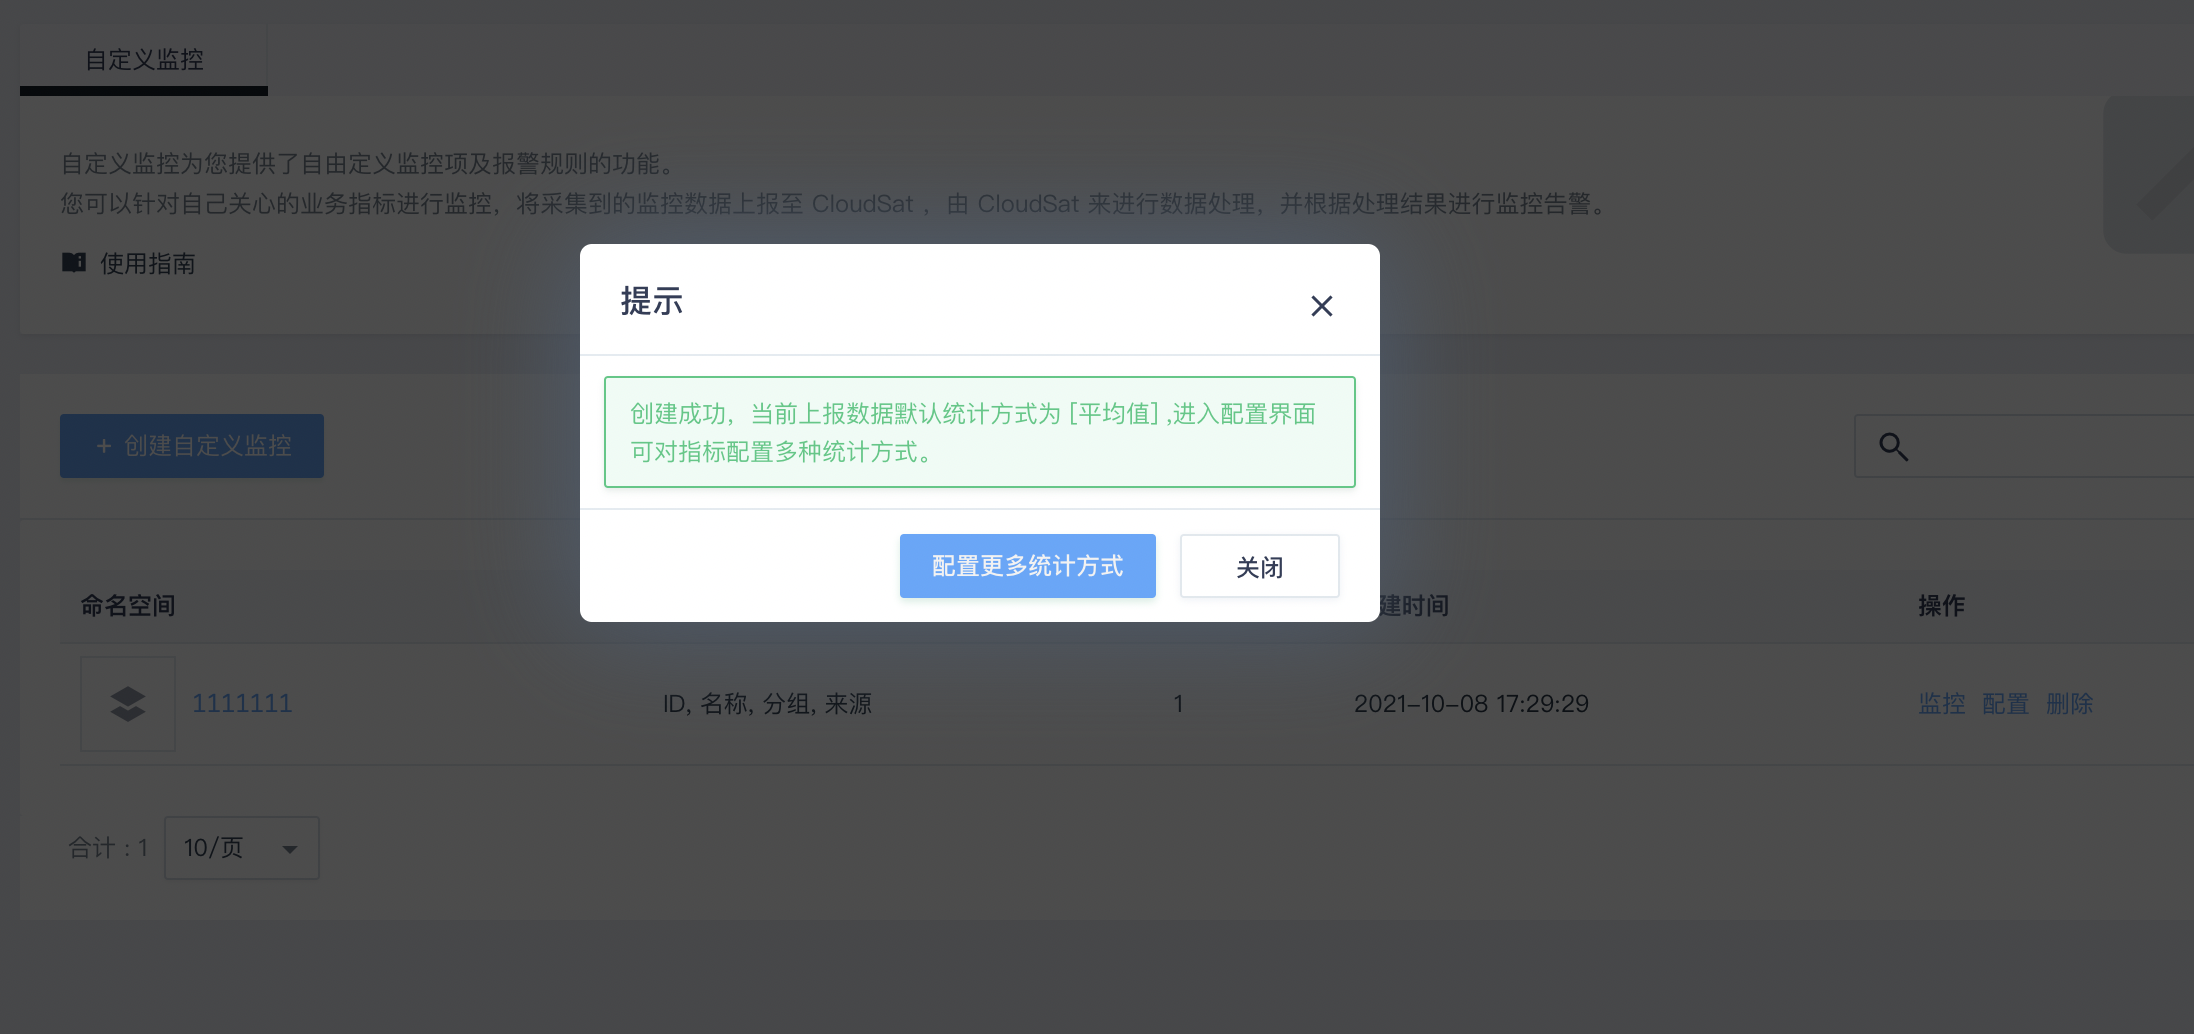 自定义监控
自定义监控为您提供了自由定义监控项及报警规则的功能。
您可以针对自己关心的业务指标进行监控，将采集到的监控数据上报至 CloudSat ，由 CloudSat 来进行数据处理，并根据处理结果进行监控告警。
使用指南
提示
创建成功，当前上报数据默认统计方式为 [平均值] ,进入配置界面
可对指标配置多种统计方式。
配置更多统计方式 关闭
+ 创建自定义监控
命名空间 建时间 操作
1111111 ID, 名称, 分组, 来源 1 2021-10-08 17:29:29 监控 配置 删除
合计 : 1 10/页